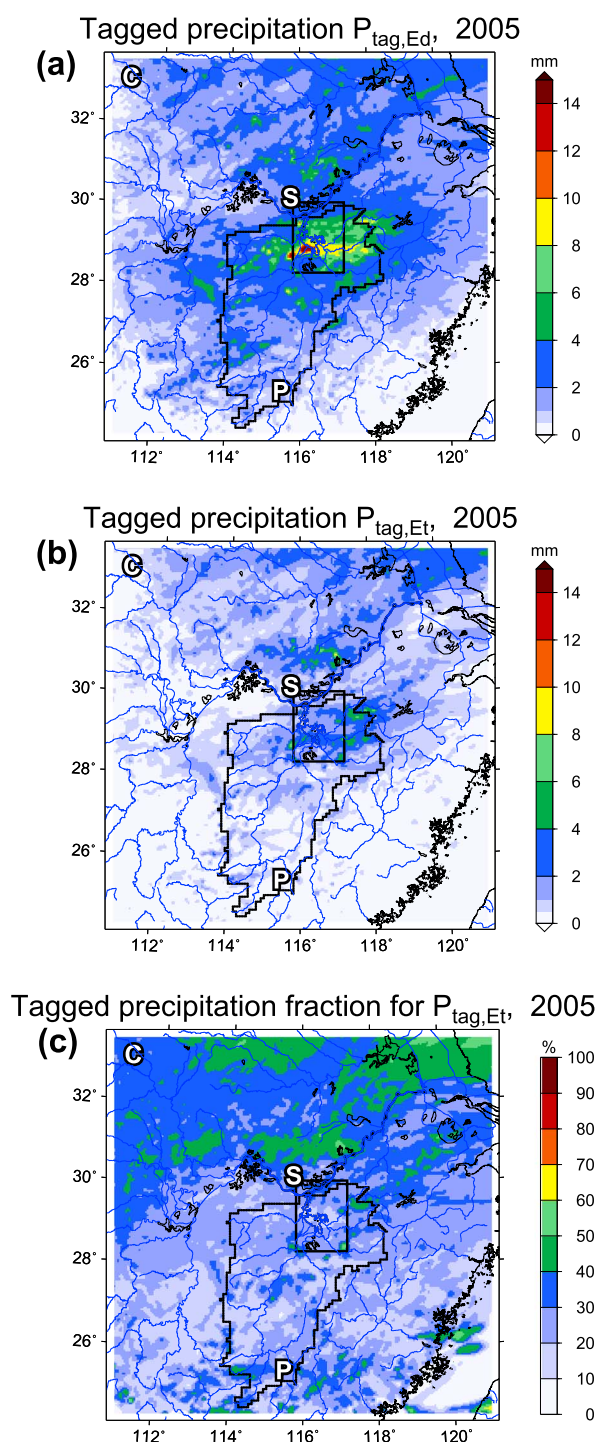 Tagged precipitation Ptag,Ed, 2005
(a)
C
S
P
32°
30°
28°
26°
112° 114° 116° 118° 120°
mm
14
12
10
8
6
4
2
0
Tagged precipitation Ptag,Et, 2005
(b)
C
S
P
32°
30°
28°
26°
112° 114° 116° 118° 120°
mm
14
12
10
8
6
4
2
0
Tagged precipitation fraction for Ptag,Et, 2005
(c)
C
S
P
32°
30°
28°
26°
112° 114° 116° 118° 120°
%
100
90
80
70
60
50
40
30
20
10
0